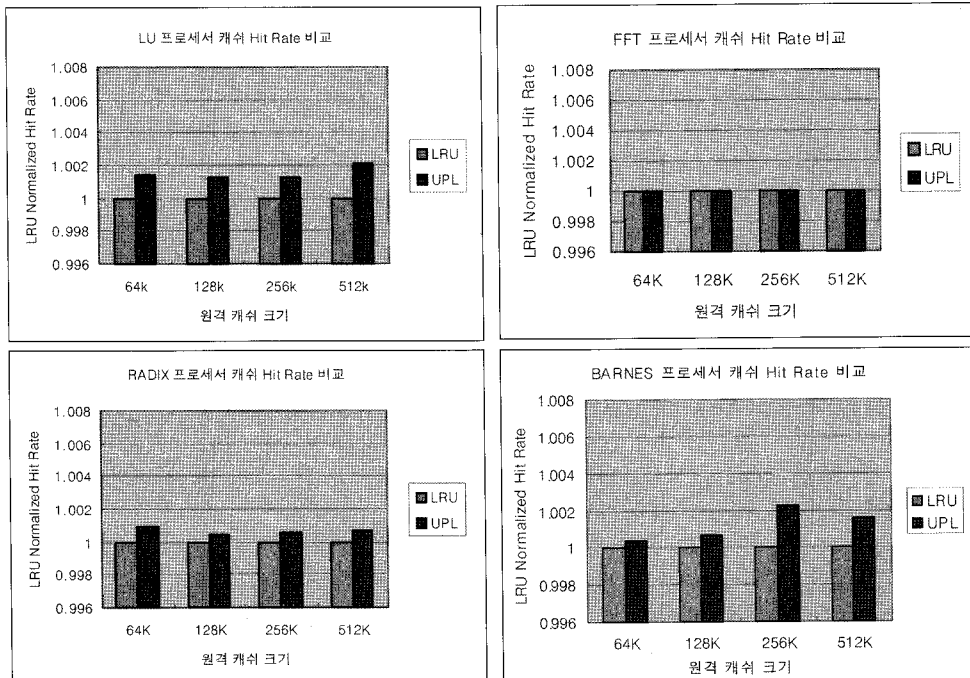 LU 프로세서 캐쉬 Hit Rate 비교
LRU Normalized Hit Rate
1.008
1.006
1.004
1.002
1
0.998
0.996
64k 128k 256k 512k
원격 캐쉬 크기
LRU
UPL
FFT 프로세서 캐쉬 Hit Rate 비교
LRU Normalized Hit Rate
1.008
1.006
1.004
1.002
1
0.998
0.996
64K 128K 256K 512K
원격 캐쉬 크기
LRU
UPL
RADIX 프로세서 캐쉬 Hit Rate 비교
LRU Normalized Hit Rate
1.008
1.006
1.004
1.002
1
0.998
0.996
64K 128K 256K 512K
원격 캐쉬 크기
LRU
UPL
BARNES 프로세서 캐쉬 Hit Rate 비교
LRU Normalized Hit Rate
1.008
1.006
1.004
1.002
1
0.998
0.996
64K 128K 256K 512K
원격 캐쉬 크기
LRU
UPL